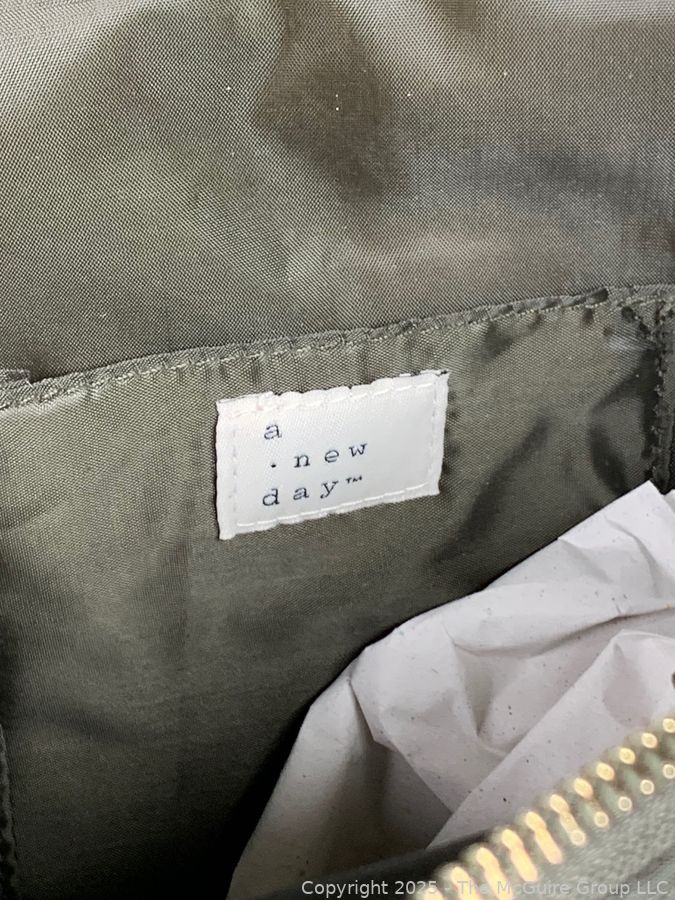 a
· new
day™
Copyright 2025 - The McGuire Group LLC